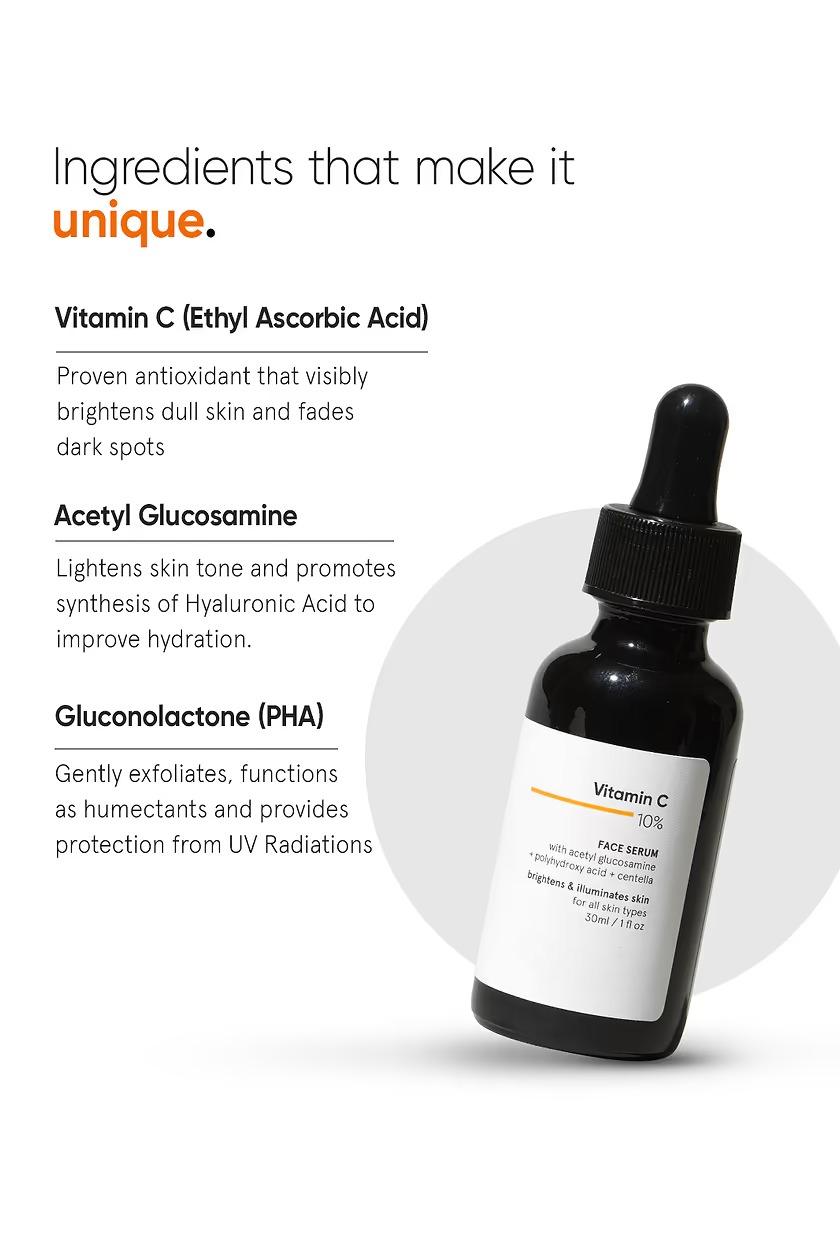 Ingredients that make it
unique.
Vitamin C (Ethyl Ascorbic Acid)
Proven antioxidant that visibly
brightens dull skin and fades
dark spots
Acetyl Glucosamine
Lightens skin tone and promotes
synthesis of Hyaluronic Acid to
improve hydration.
Gluconolactone (PHA)
Gently exfoliates, functions
as humectants and provides
protection from UV Radiations
Vitamin C
10%
FACE SERUM
with acetyl glucosamine
+ polyhydroxy acid + centella
brightens & illuminates skin
for all skin types
30ml / 1 fl oz